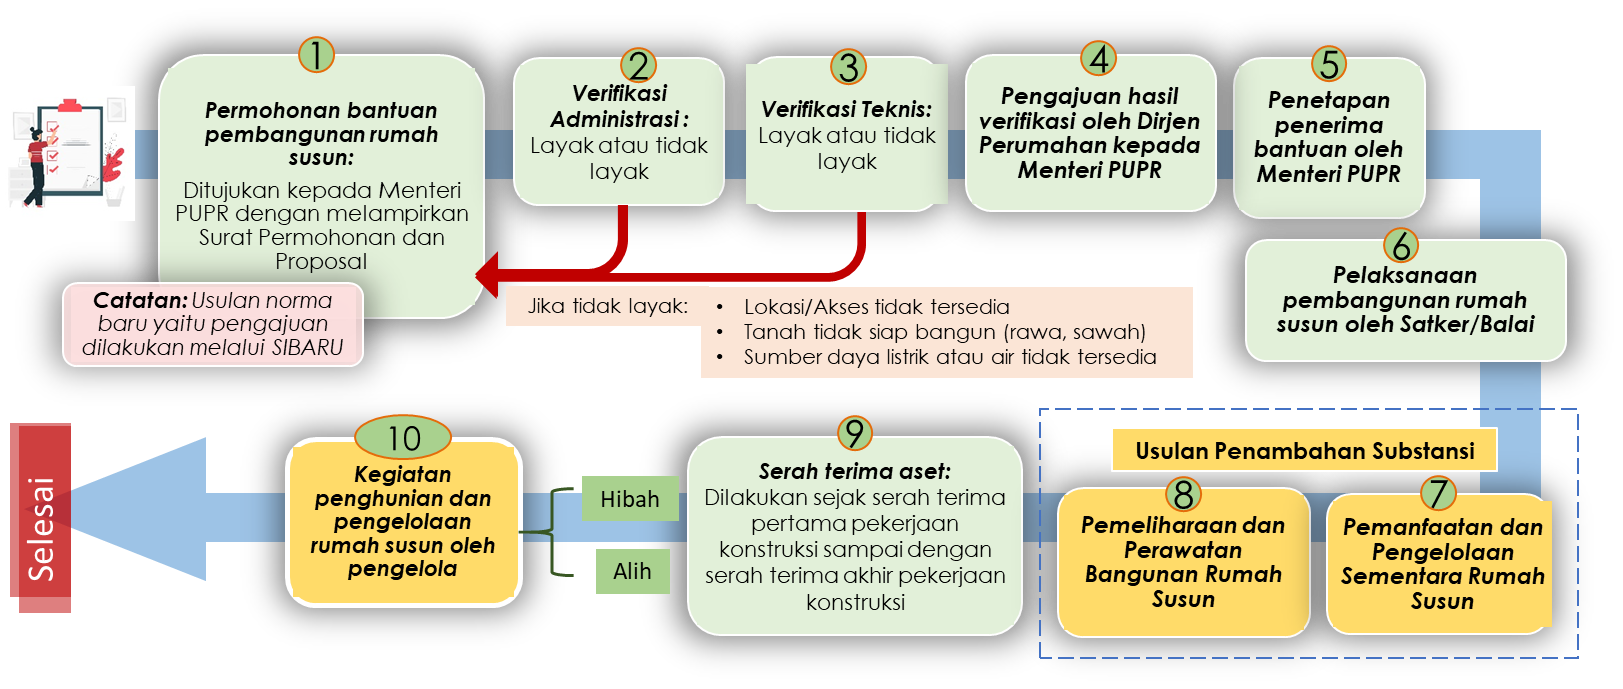 1
Permohonan bantuan
pembangunan rumah
susun:
Ditujukan kepada Menteri
PUPR dengan melampirkan
Surat Permohonan dan
Proposal
Catatan: Usulan norma
baru yaitu pengajuan
dilakukan melalui SIBARU
2
Verifikasi
Administrasi :
Layak atau tidak
layak
3
Verifikasi Teknis:
Layak atau tidak
layak
4
Pengajuan hasil
verifikasi oleh Dirjen
Perumahan kepada
Menteri PUPR
5
Penetapan
penerima
bantuan oleh
Menteri PUPR
Jika tidak layak:
• Lokasi/Akses tidak tersedia
• Tanah tidak siap bangun (rawa, sawah)
• Sumber daya listrik atau air tidak tersedia
6
Pelaksanaan
pembangunan rumah
susun oleh Satker/Balai
Usulan Penambahan Substansi
7
Pemanfaatan dan
Pengelolaan
Sementara Rumah
Susun
8
Pemeliharaan dan
Perawatan
Bangunan Rumah
Susun
9
Serah terima aset:
Dilakukan sejak serah terima
pertama pekerjaan
konstruksi sampai dengan
serah terima akhir pekerjaan
konstruksi
Hibah
Alih
10
Kegiatan
penghunian dan
pengelolaan
rumah susun oleh
pengelola
Selesai